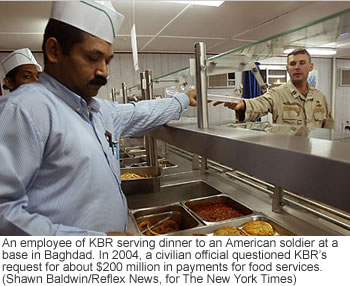 An employee of KBR serving dinner to an American soldier at a
base in Baghdad. In 2004, a civilian official questioned KBR's
request for about $200 million in payments for food services.
(Shawn Baldwin/Reflex News, for The New York Times)